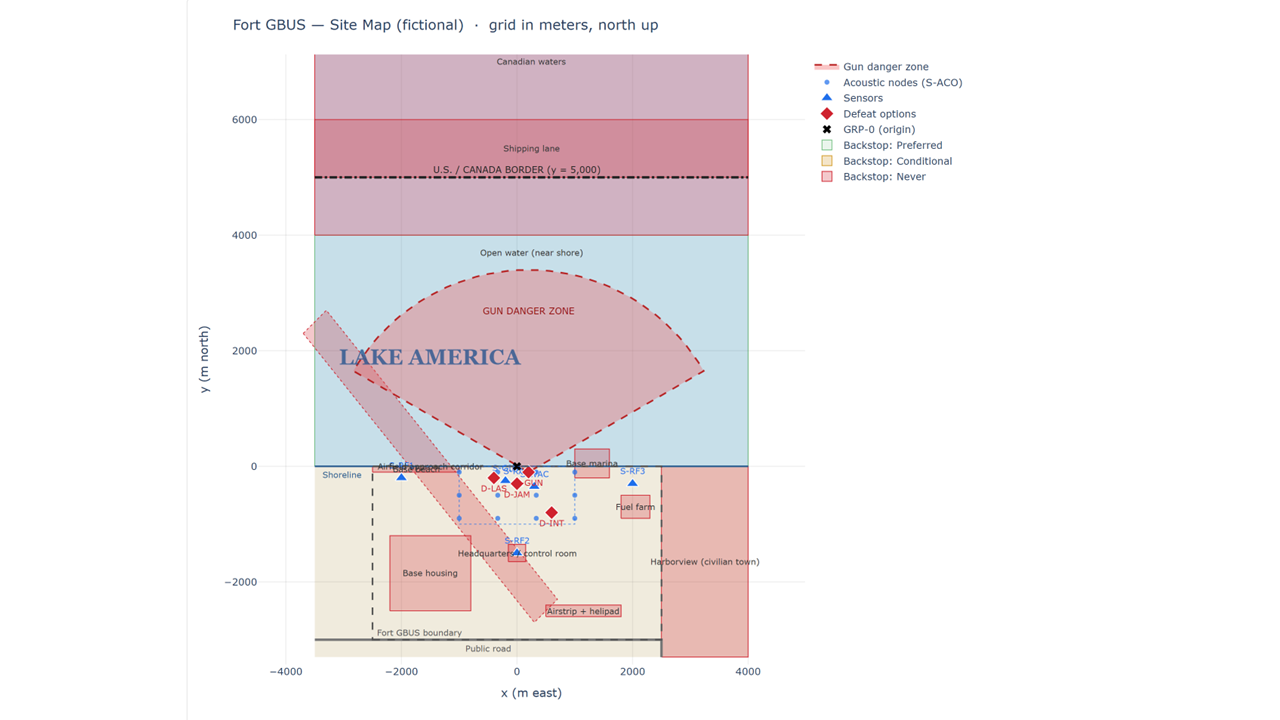 Fort GBUS — Site Map (fictional)  ·  grid in meters, north up
Canadian waters
Gun danger zone
Acoustic nodes (S-ACO)
Sensors
Defeat options
GRP-0 (origin)
Backstop: Preferred
Backstop: Conditional
Backstop: Never
6000
Shipping lane
U.S. / CANADA BORDER (y = 5,000)
4000
Open water (near shore)
GUN DANGER ZONE
y (m north)
2000
LAKE AMERICA
0
Airfield approach corridor
Base marina
Shoreline
S-RF3
D-LAS
GUN
D-JAM
Fuel farm
D-INT
S-RF2
Headquarters / control room
Harborview (civilian town)
Base housing
−2000
Airstrip + helipad
Fort GBUS boundary
Public road
−4000
−2000
0
2000
4000
x (m east)